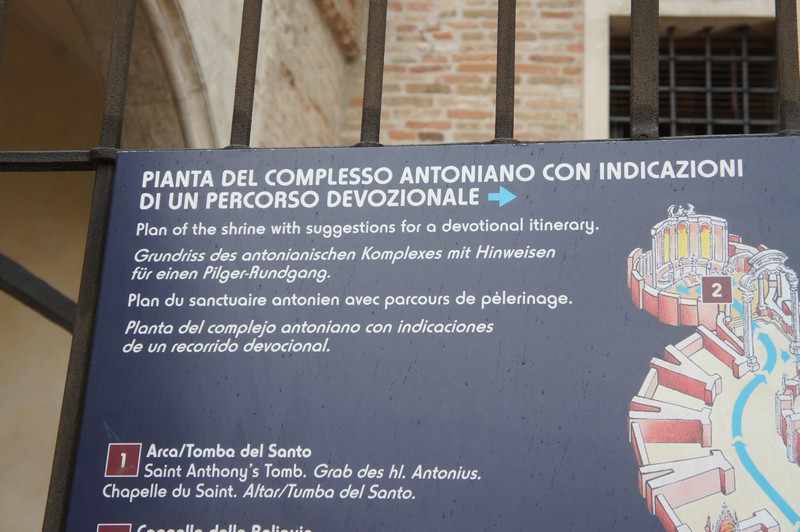 PIANTA DEL COMPLESSO ANTONIANO CON INDICAZIONI
DI UN PERCORSO DEVOZIONALE
Plan of the shrine with suggestions for a devotional itinerary.
Grundriss des antonianischen Komplexes mit Hinweisen
für einen Pilger-Rundgang.
Plan du sanctuaire antonien avec parcours de pèlerinage.
Planta del complejo antoniano con indicaciones
de un recorrido devocional.
2
1 Arca/Tomba del Santo
Saint Anthony's Tomb. Grab des hl. Antonius.
Chapelle du Saint. Altar/Tumba del Santo.